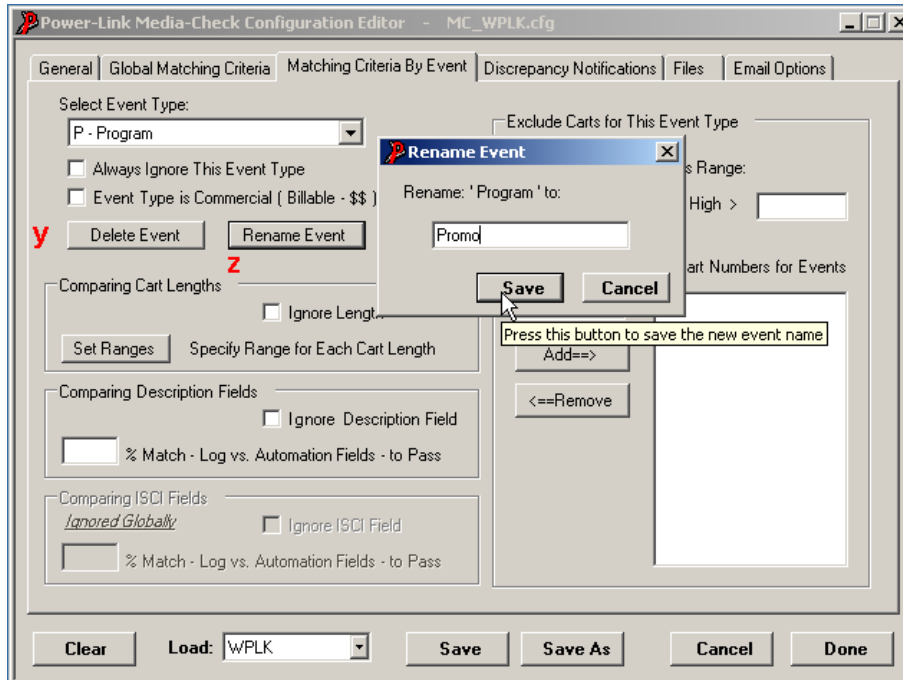 Power-Link Media-Check Configuration Editor - MC_WPLK.cfg
General Global Matching Criteria Matching Criteria By Event Discrepancy Notifications Files Email Options
Select Event Type:
P - Program
Always Ignore This Event Type
Event Type is Commercial ( Billable - $$ )
y Delete Event Rename Event
z
Comparing Cart Lengths
Ignore Length
Set Ranges Specify Range for Each Cart Length
Comparing Description Fields
Ignore Description Field
% Match - Log vs. Automation Fields - to Pass
Comparing ISCI Fields
Ignored Globally Ignore ISCI Field
% Match - Log vs. Automation Fields - to Pass
Exclude Carts for This Event Type
s Range:
High >
art Numbers for Events
Rename Event
Rename: ' Program ' to:
Promo
Save Cancel
Press this button to save the new event name
Add==>
<==Remove
Clear Load: WPLK Save Save As Cancel Done